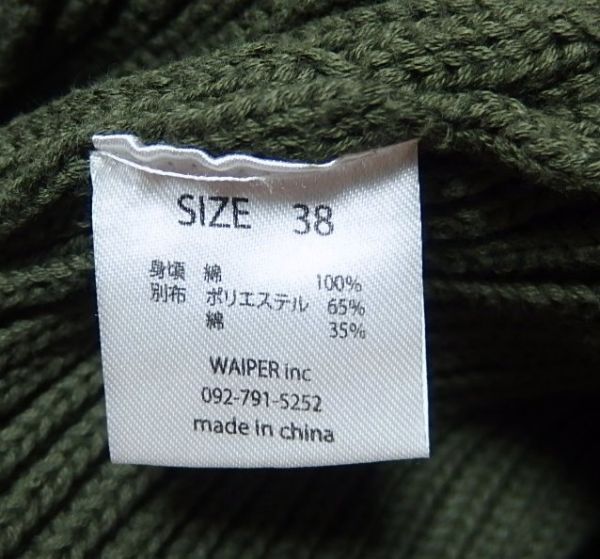 SIZE 38
身頃 綿 100%
別布 ポリエステル 65%
綿 35%
WAIPER inc
092-791-5252
made in china